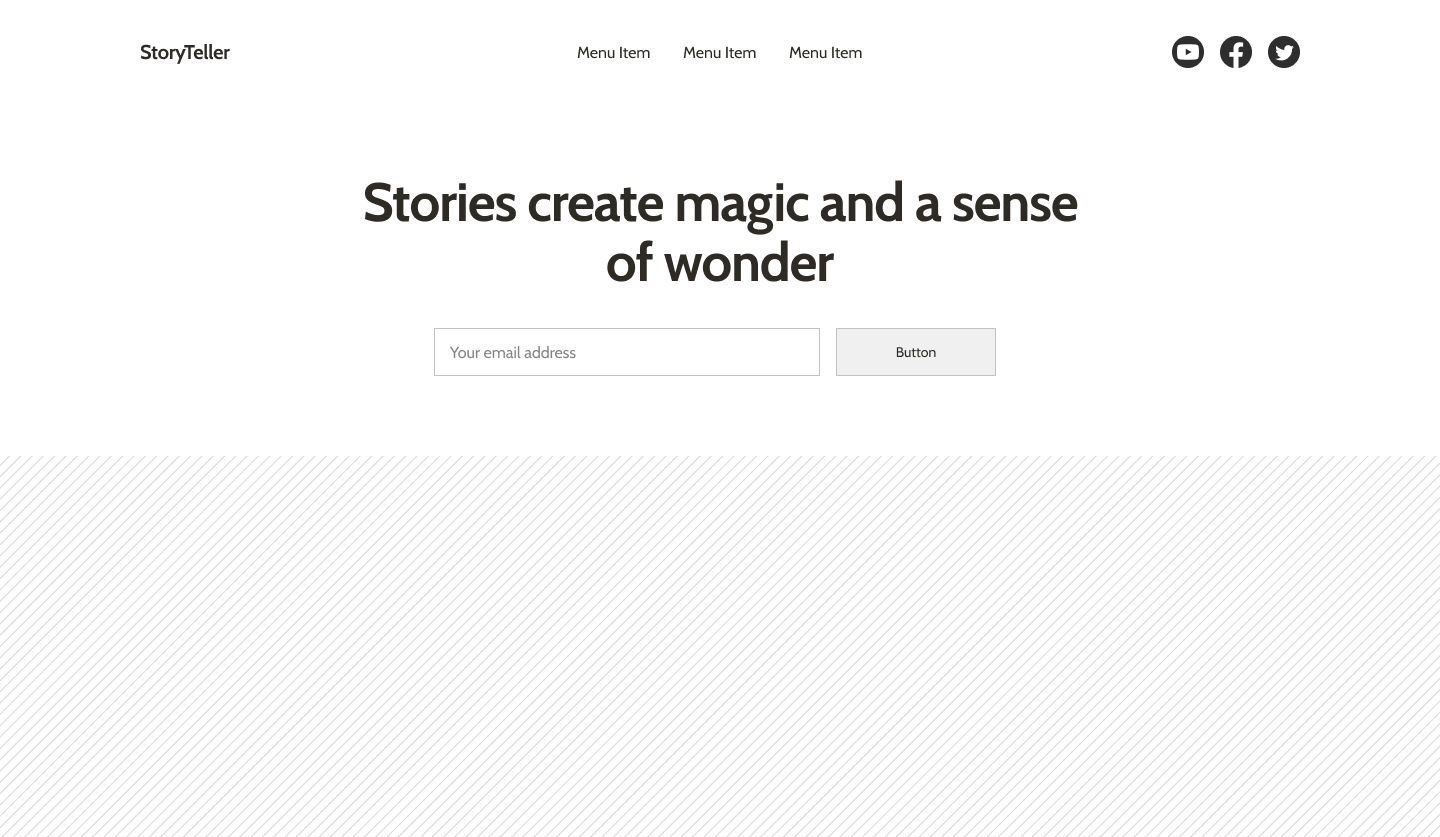 StoryTeller
Menu Item Menu Item Menu Item
Stories create magic and a sense
of wonder
Your email address
Button